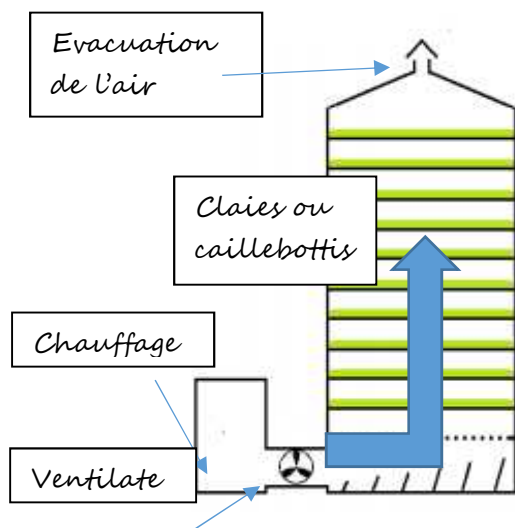 Evacuation
de l'air
Claies ou
caillebottis
Chauffage
Ventilate